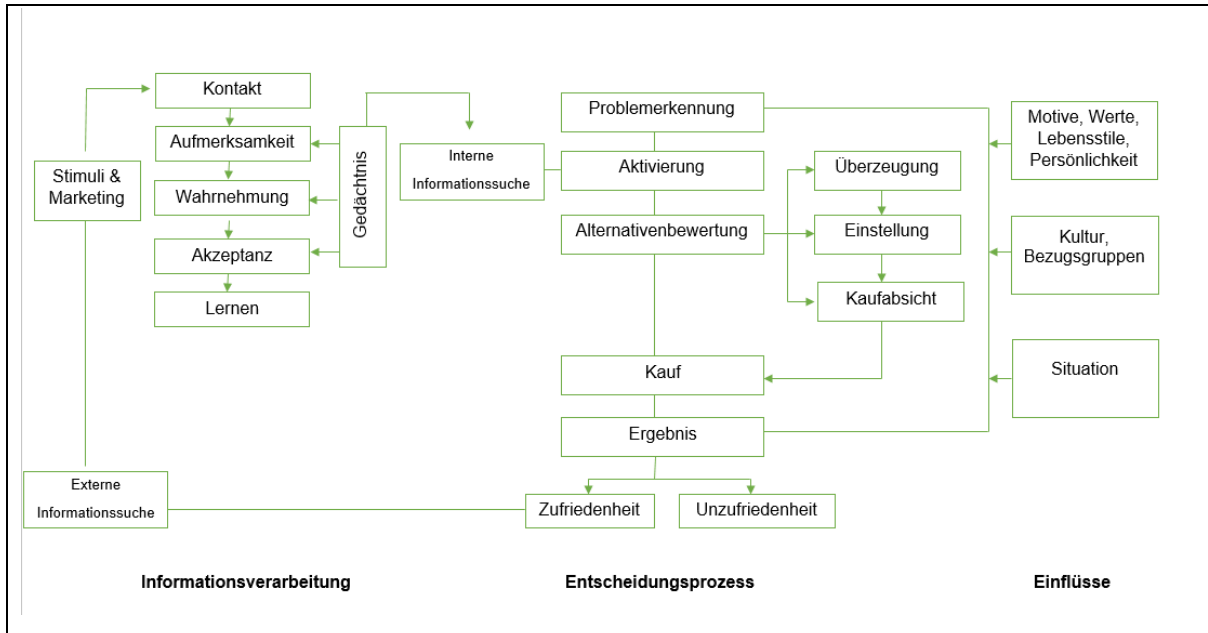 Kontakt
Aufmerksamkeit
Wahrnehmung
Akzeptanz
Lernen
Stimuli &
Marketing
Gedächtnis
Externe
Informationssuche
Interne
Informationssuche
Problemerkennung
Aktivierung
Alternativenbewertung
Kauf
Ergebnis
Zufriedenheit
Unzufriedenheit
Überzeugung
Einstellung
Kaufabsicht
Motive, Werte,
Lebensstile,
Persönlichkeit
Kultur,
Bezugsgruppen
Situation
Informationsverarbeitung
Entscheidungsprozess
Einflüsse